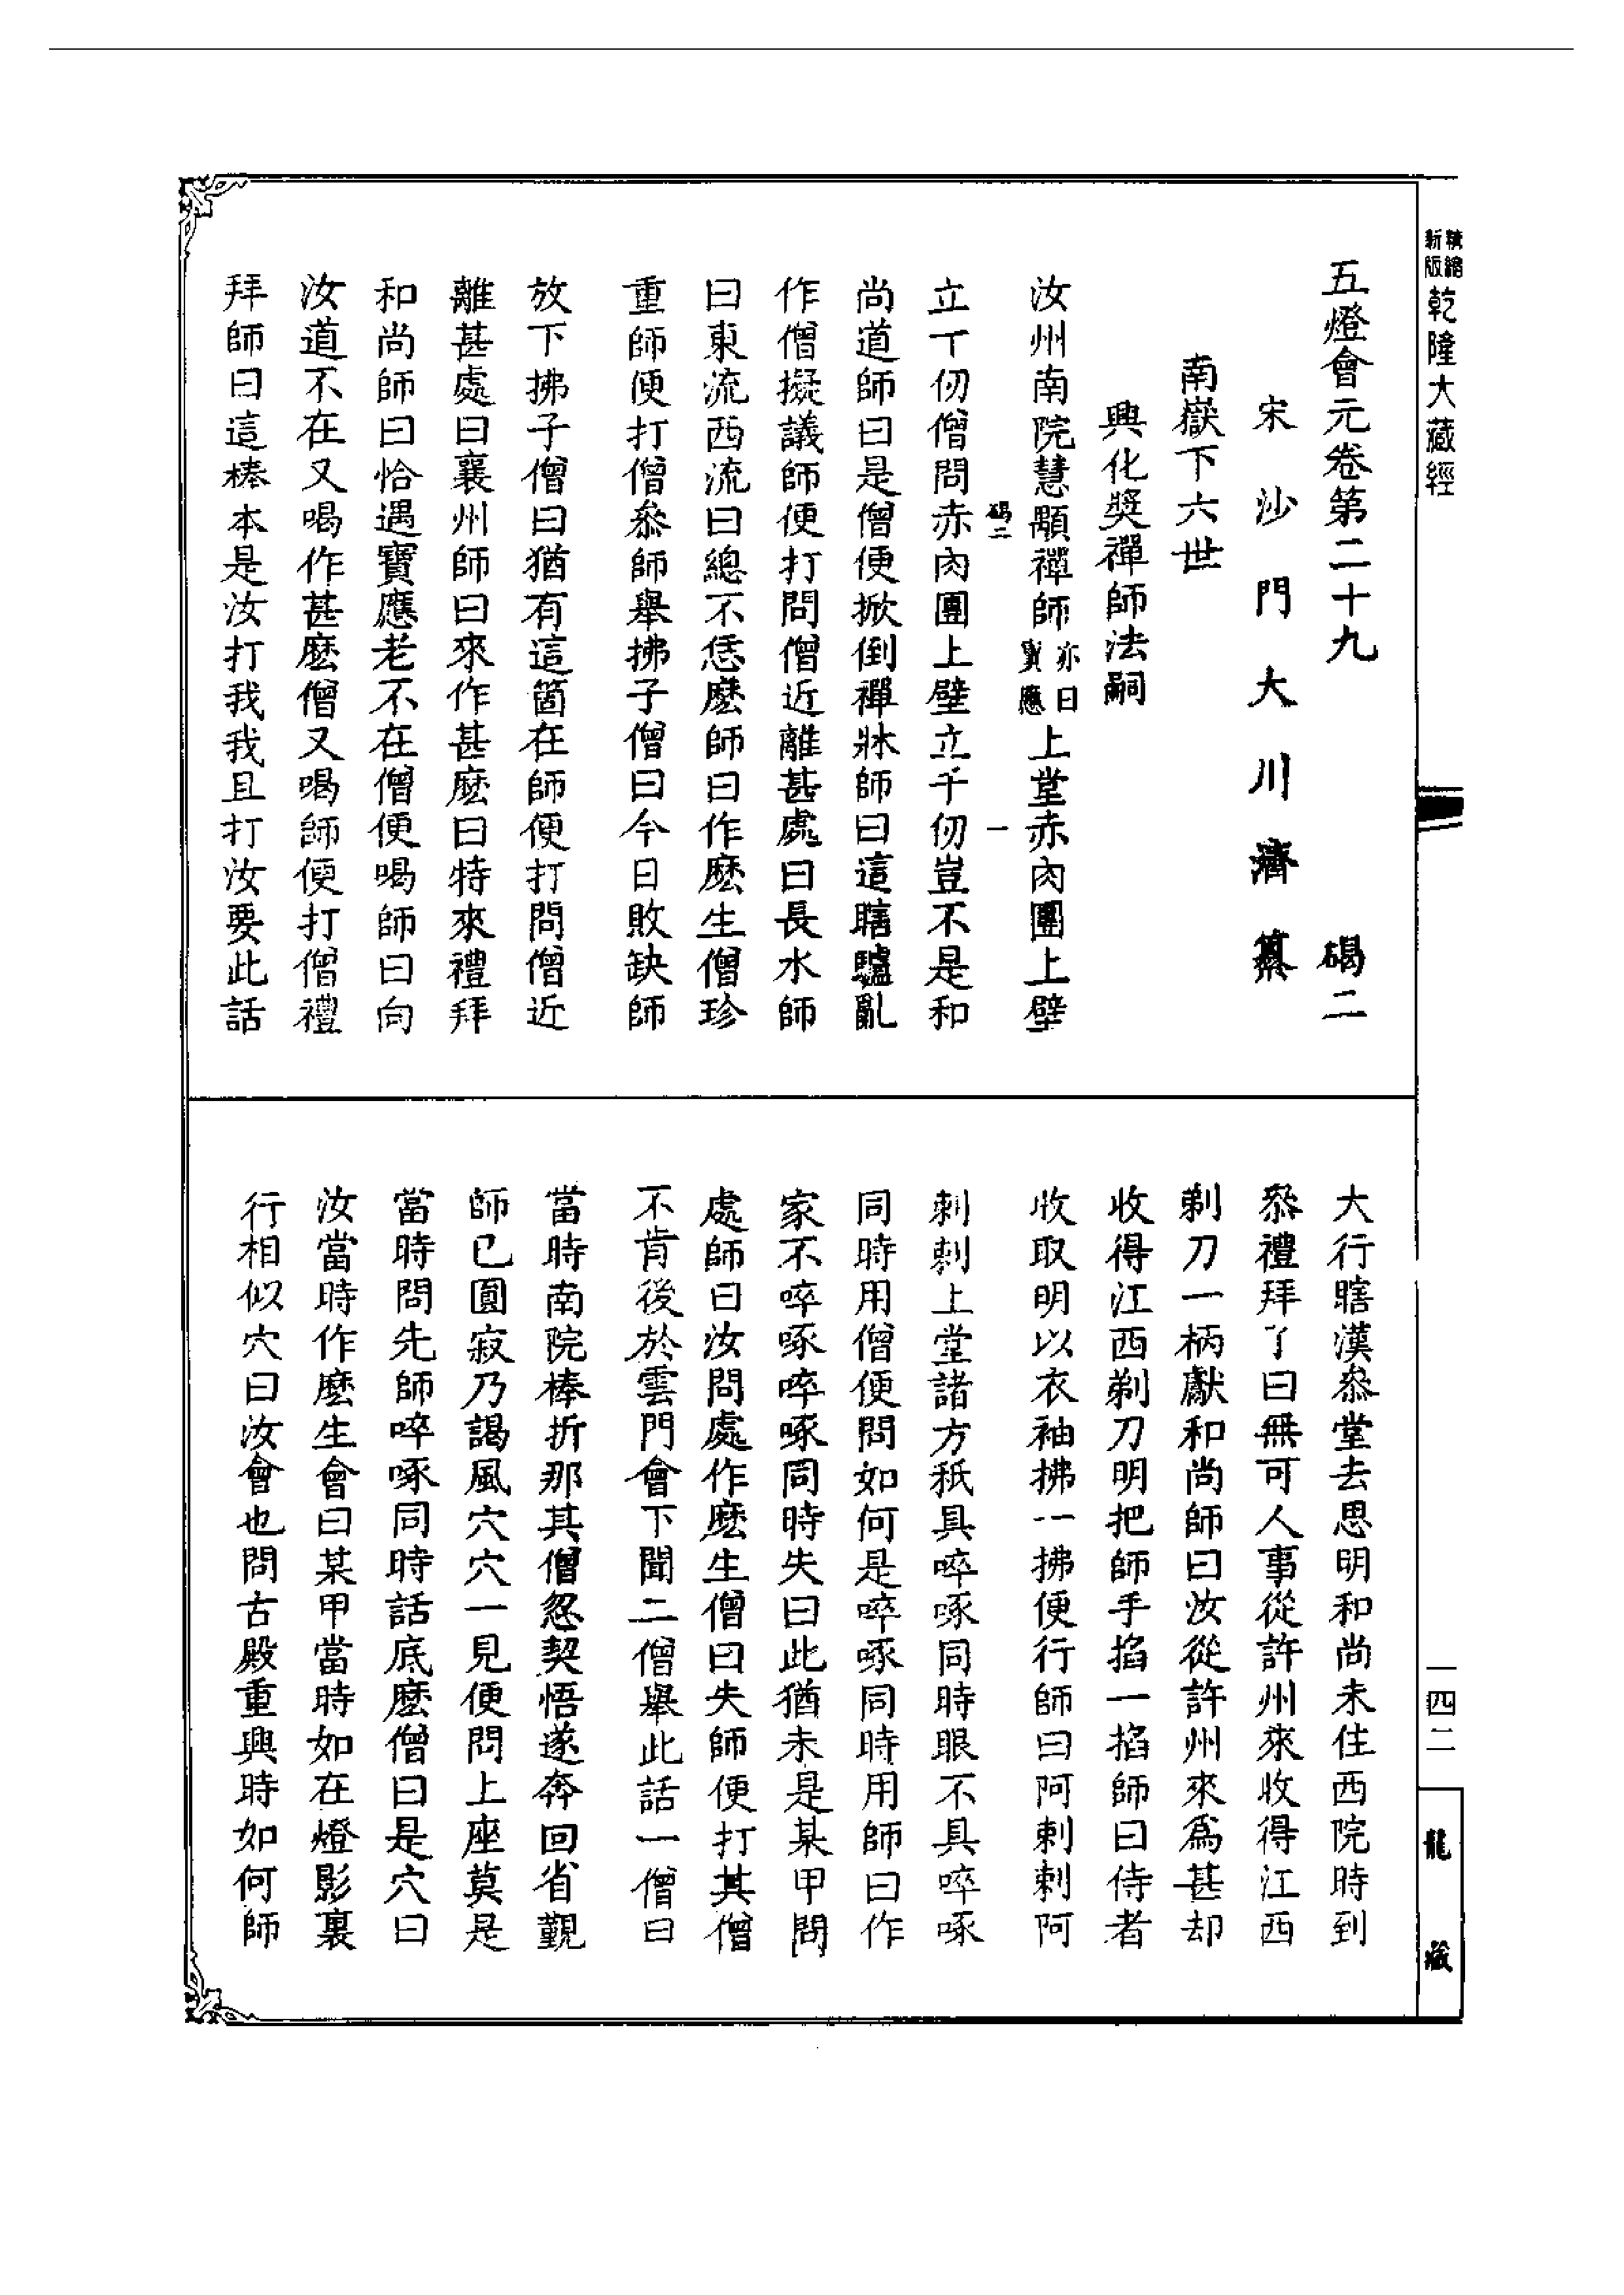 精縮新版乾隆大藏經
五燈會元卷第二十九 碣二
宋沙門大川濟纂
南嶽下六世
興化獎禪師法嗣
汝州南院慧顒禪師亦曰寶應上堂赤肉團上壁
碣二 一
立千仞僧問赤肉團上壁立千仞豈不是和
尚道師曰是僧便掀倒禪牀師曰這瞎驢亂
作僧擬議師便打問僧近離甚處曰長水師
曰東流西流曰總不恁麽師曰作麽生僧珍
重師便打僧叅師舉拂子僧曰今日敗缺師
放下拂子僧曰猶有這箇在師便打問僧近
離甚處曰襄州師曰來作甚麽曰特來禮拜
和尚師曰恰遇寶應老不在僧便喝師曰向
汝道不在又喝作甚麽僧又喝師便打僧禮
拜師曰這棒本是汝打我我且打汝要此話
大行瞎漢叅堂去思明和尚未住西院時到
叅禮拜了曰無可人事從許州來收得江西
剃刀一柄獻和尚師曰汝從許州來爲甚却
收得江西剃刀明把師手掐一掐師曰侍者
收取明以衣袖拂一拂便行師曰阿剌剌阿
剌剌上堂諸方秖具啐啄同時眼不具啐啄
同時用僧便問如何是啐啄同時用師曰作
家不啐啄啐啄同時失曰此猶未是某甲問
處師曰汝問處作麽生僧曰失師便打其僧
不肯後於雲門會下聞二僧舉此話一僧曰
當時南院棒折那其僧忽契悟遂奔回省覲
師已圓寂乃謁風穴穴一見便問上座莫是
當時問先師啐啄同時話底麽僧曰是穴曰
汝當時作麽生會曰某甲當時如在燈影裏
行相似穴曰汝會也問古殿重興時如何師
一四二
龍藏